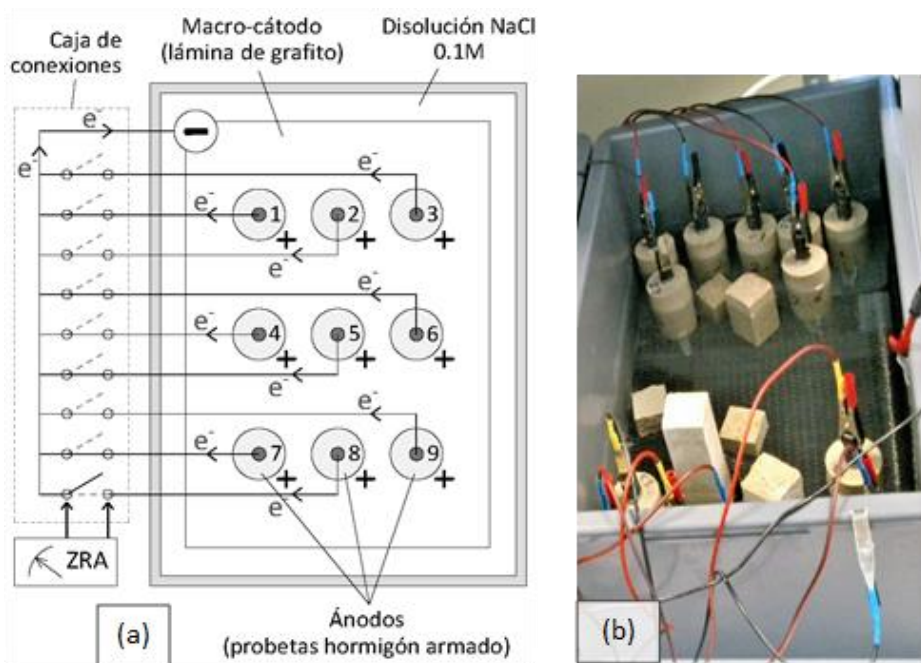 Caja de
conexiones
Macro-cátodo
(lámina de grafito)
Disolución NaCl
0.1M
e-
e-
e-
e-
e-
e-
e-
e-
e-
e-
e-
1
2
3
+
+
+
4
5
6
+
+
+
7
8
9
+
+
+
ZRA
Ánodos
(probetas hormigón armado)
(a)
(b)